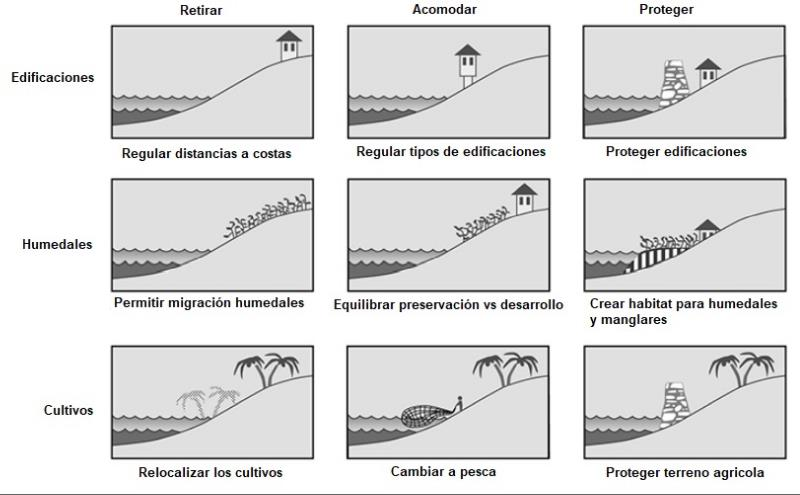 Retirar Acomodar Proteger
Edificaciones
Regular distancias a costas Regular tipos de edificaciones Proteger edificaciones
Humedales
Permitir migración humedales Equilibrar preservación vs desarrollo Crear habitat para humedales
y manglares
Cultivos
Relocalizar los cultivos Cambiar a pesca Proteger terreno agricola